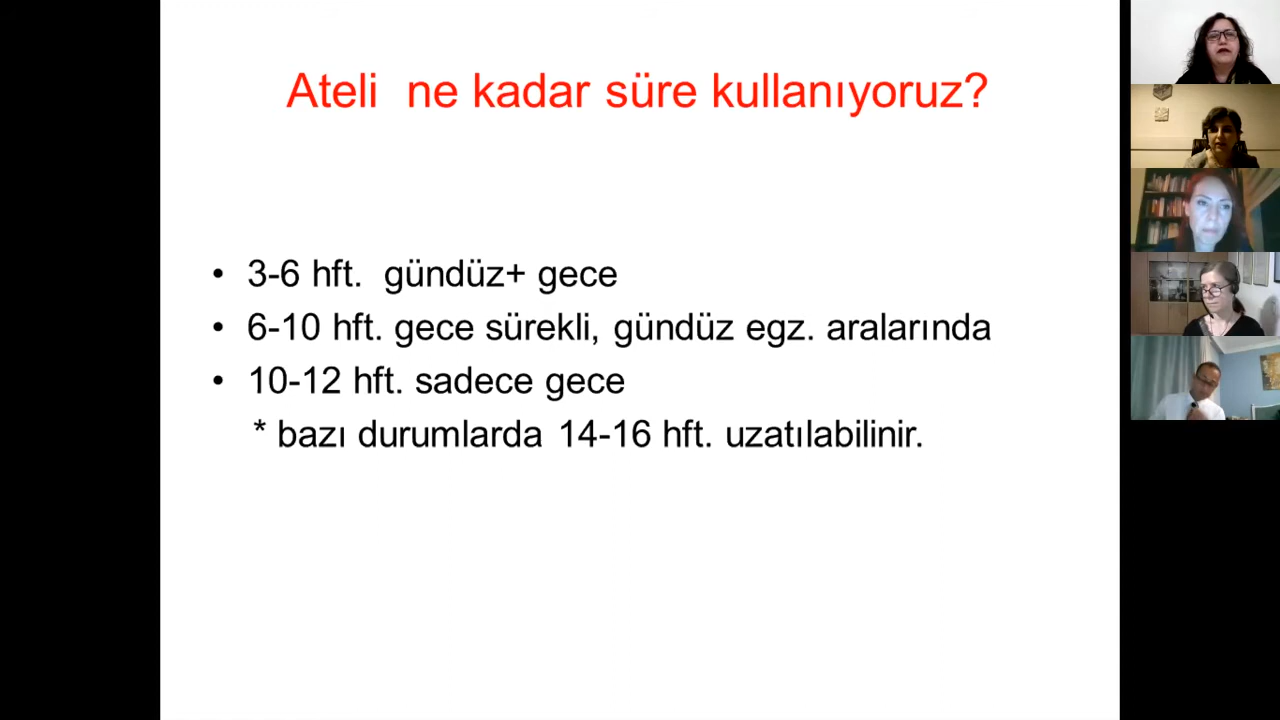 Ateli ne kadar süre kullanıyoruz?
• 3-6 hft. gündüz+ gece
• 6-10 hft. gece sürekli, gündüz egz. aralarında
• 10-12 hft. sadece gece
* bazı durumlarda 14-16 hft. uzatılabilinir.